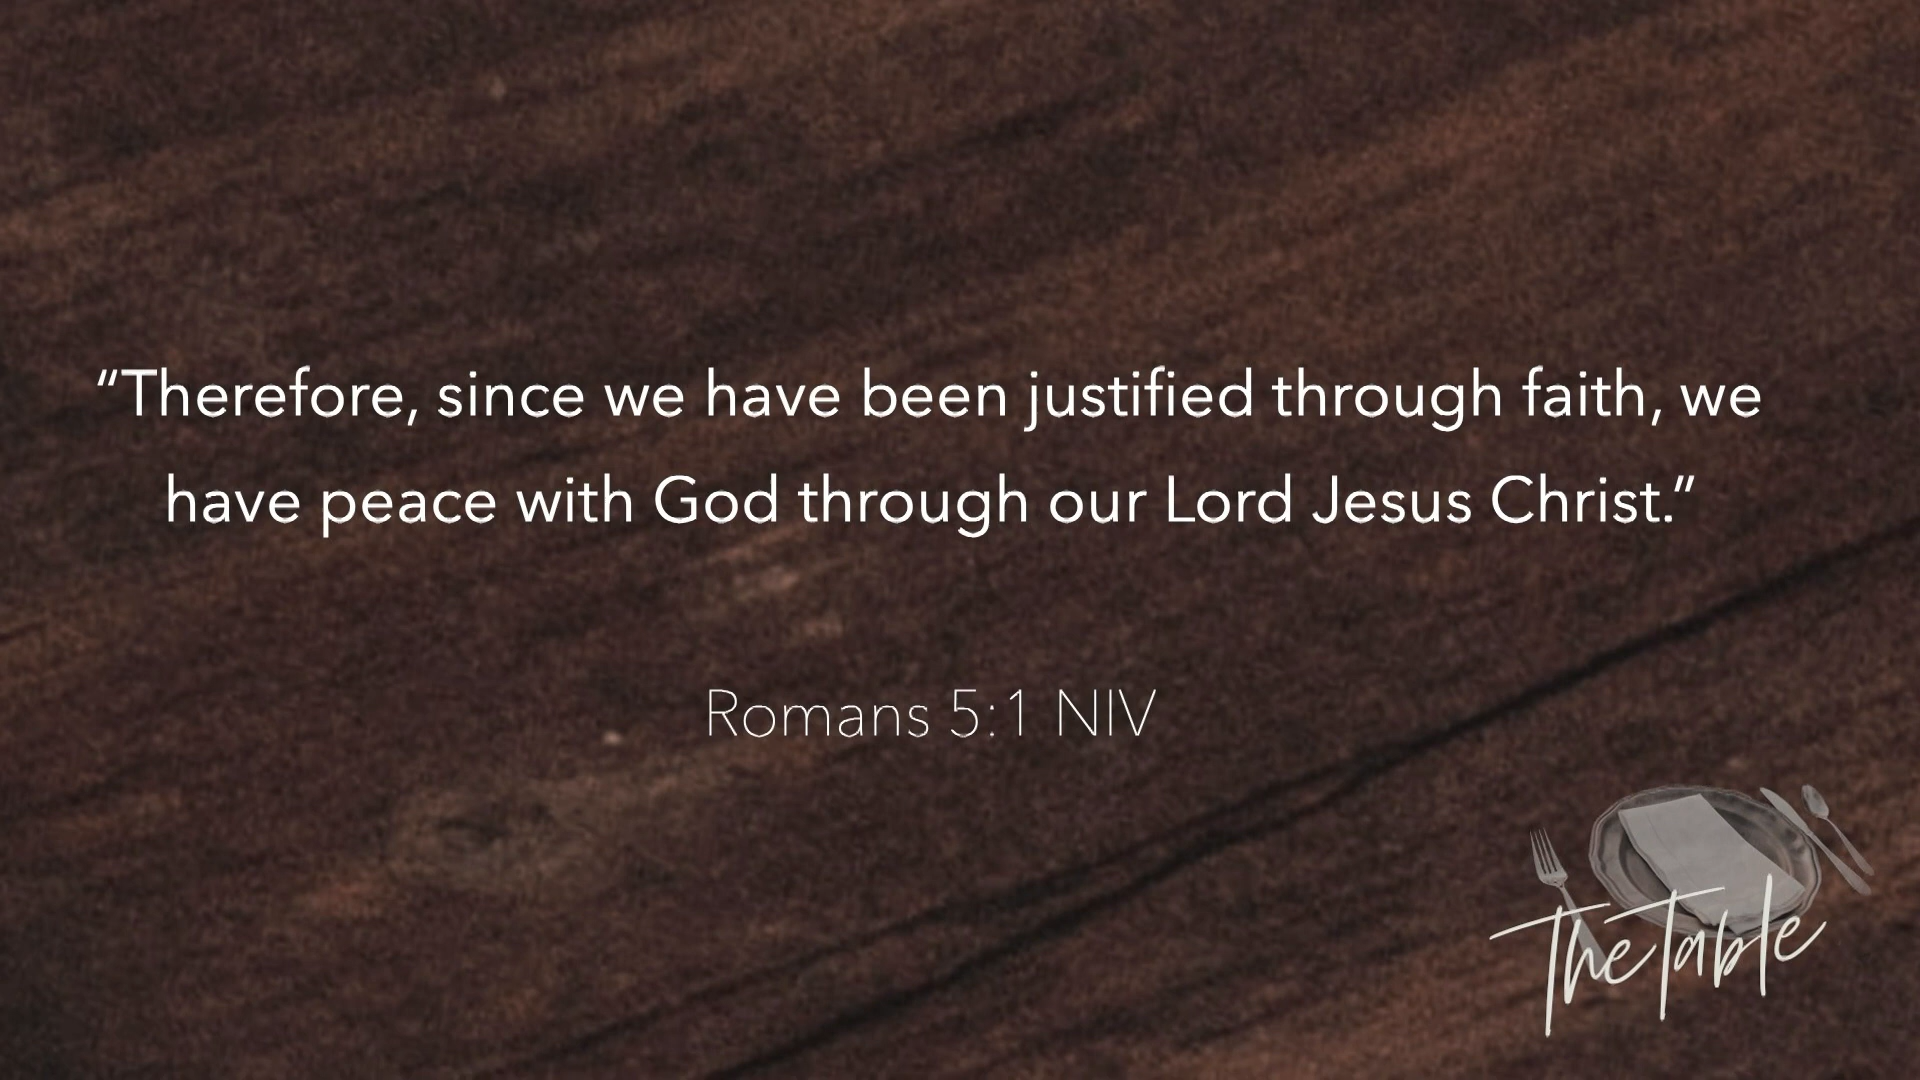 “Therefore, since we have been justified through faith, we
have peace with God through our Lord Jesus Christ.”
Romans 5:1 NIV
The Table